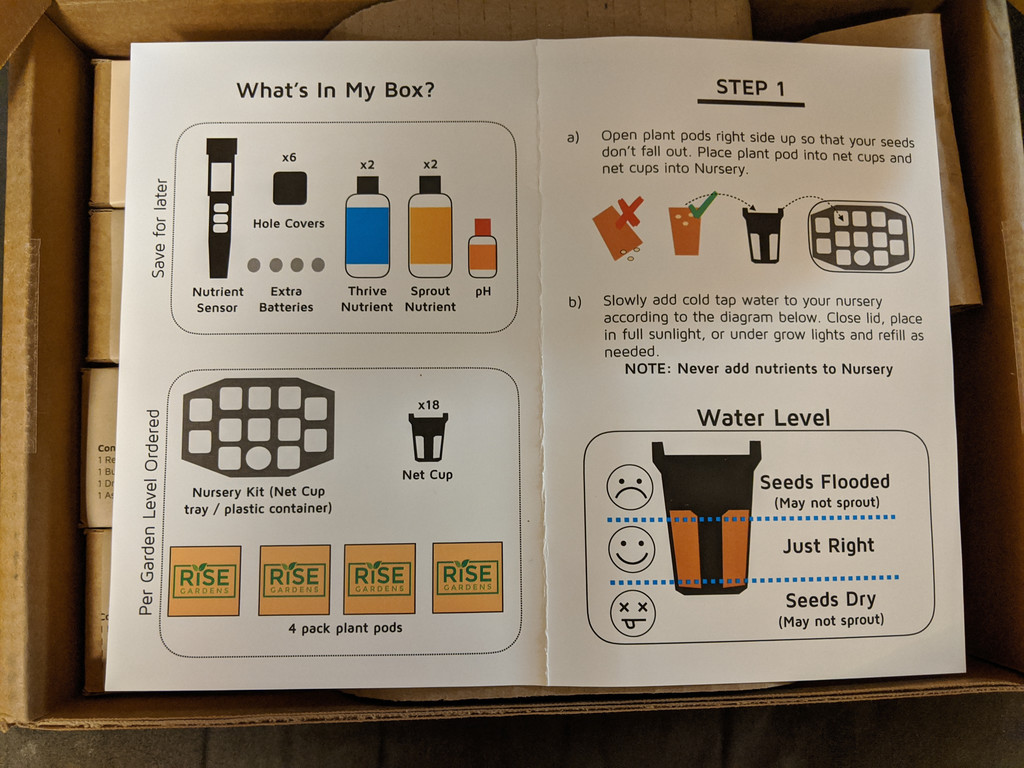 What's In My Box?
Save for later
x6
Hole Covers
x2
x2
Nutrient
Sensor
Extra
Batteries
Thrive
Nutrient
Sprout
Nutrient
pH
Per Garden Level Ordered
Nursery Kit (Net Cup
tray / plastic container)
x18
Net Cup
RISE
GARDENS
RISE
GARDENS
RISE
GARDENS
RISE
GARDENS
4 pack plant pods
STEP 1
a) Open plant pods right side up so that your seeds
don't fall out. Place plant pod into net cups and
net cups into Nursery.
b) Slowly add cold tap water to your nursery
according to the diagram below. Close lid, place
in full sunlight, or under grow lights and refill as
needed.
NOTE: Never add nutrients to Nursery
Water Level
Seeds Flooded
(May not sprout)
Just Right
Seeds Dry
(May not sprout)